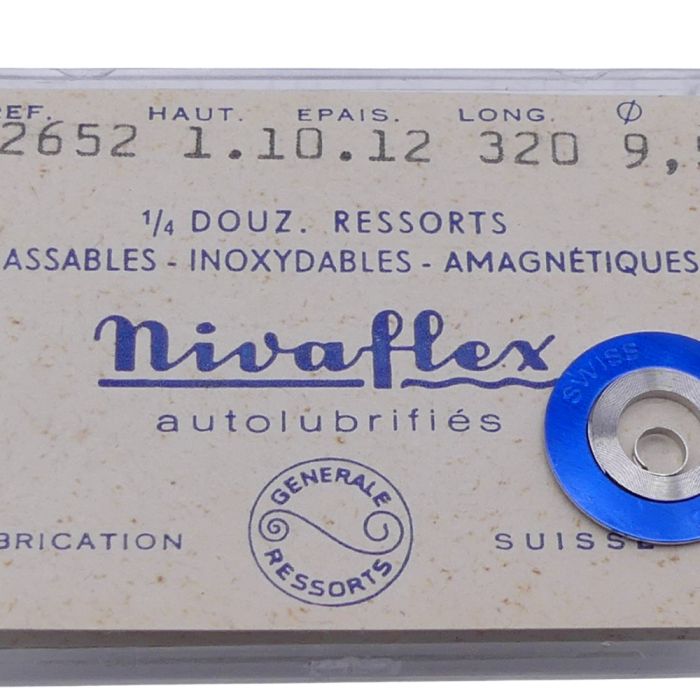 REF. HAUT. EPAIS. LONG. Ø
2652 1.10.12 320 9,
1/4 DOUZ. RESSORTS
ASSABLES - INOXYDABLES - AMAGNÉTIQUES
nivaflex
autolubrifiés
GENERALE
RESSORTS
BRICATION SUISSE
SWISS